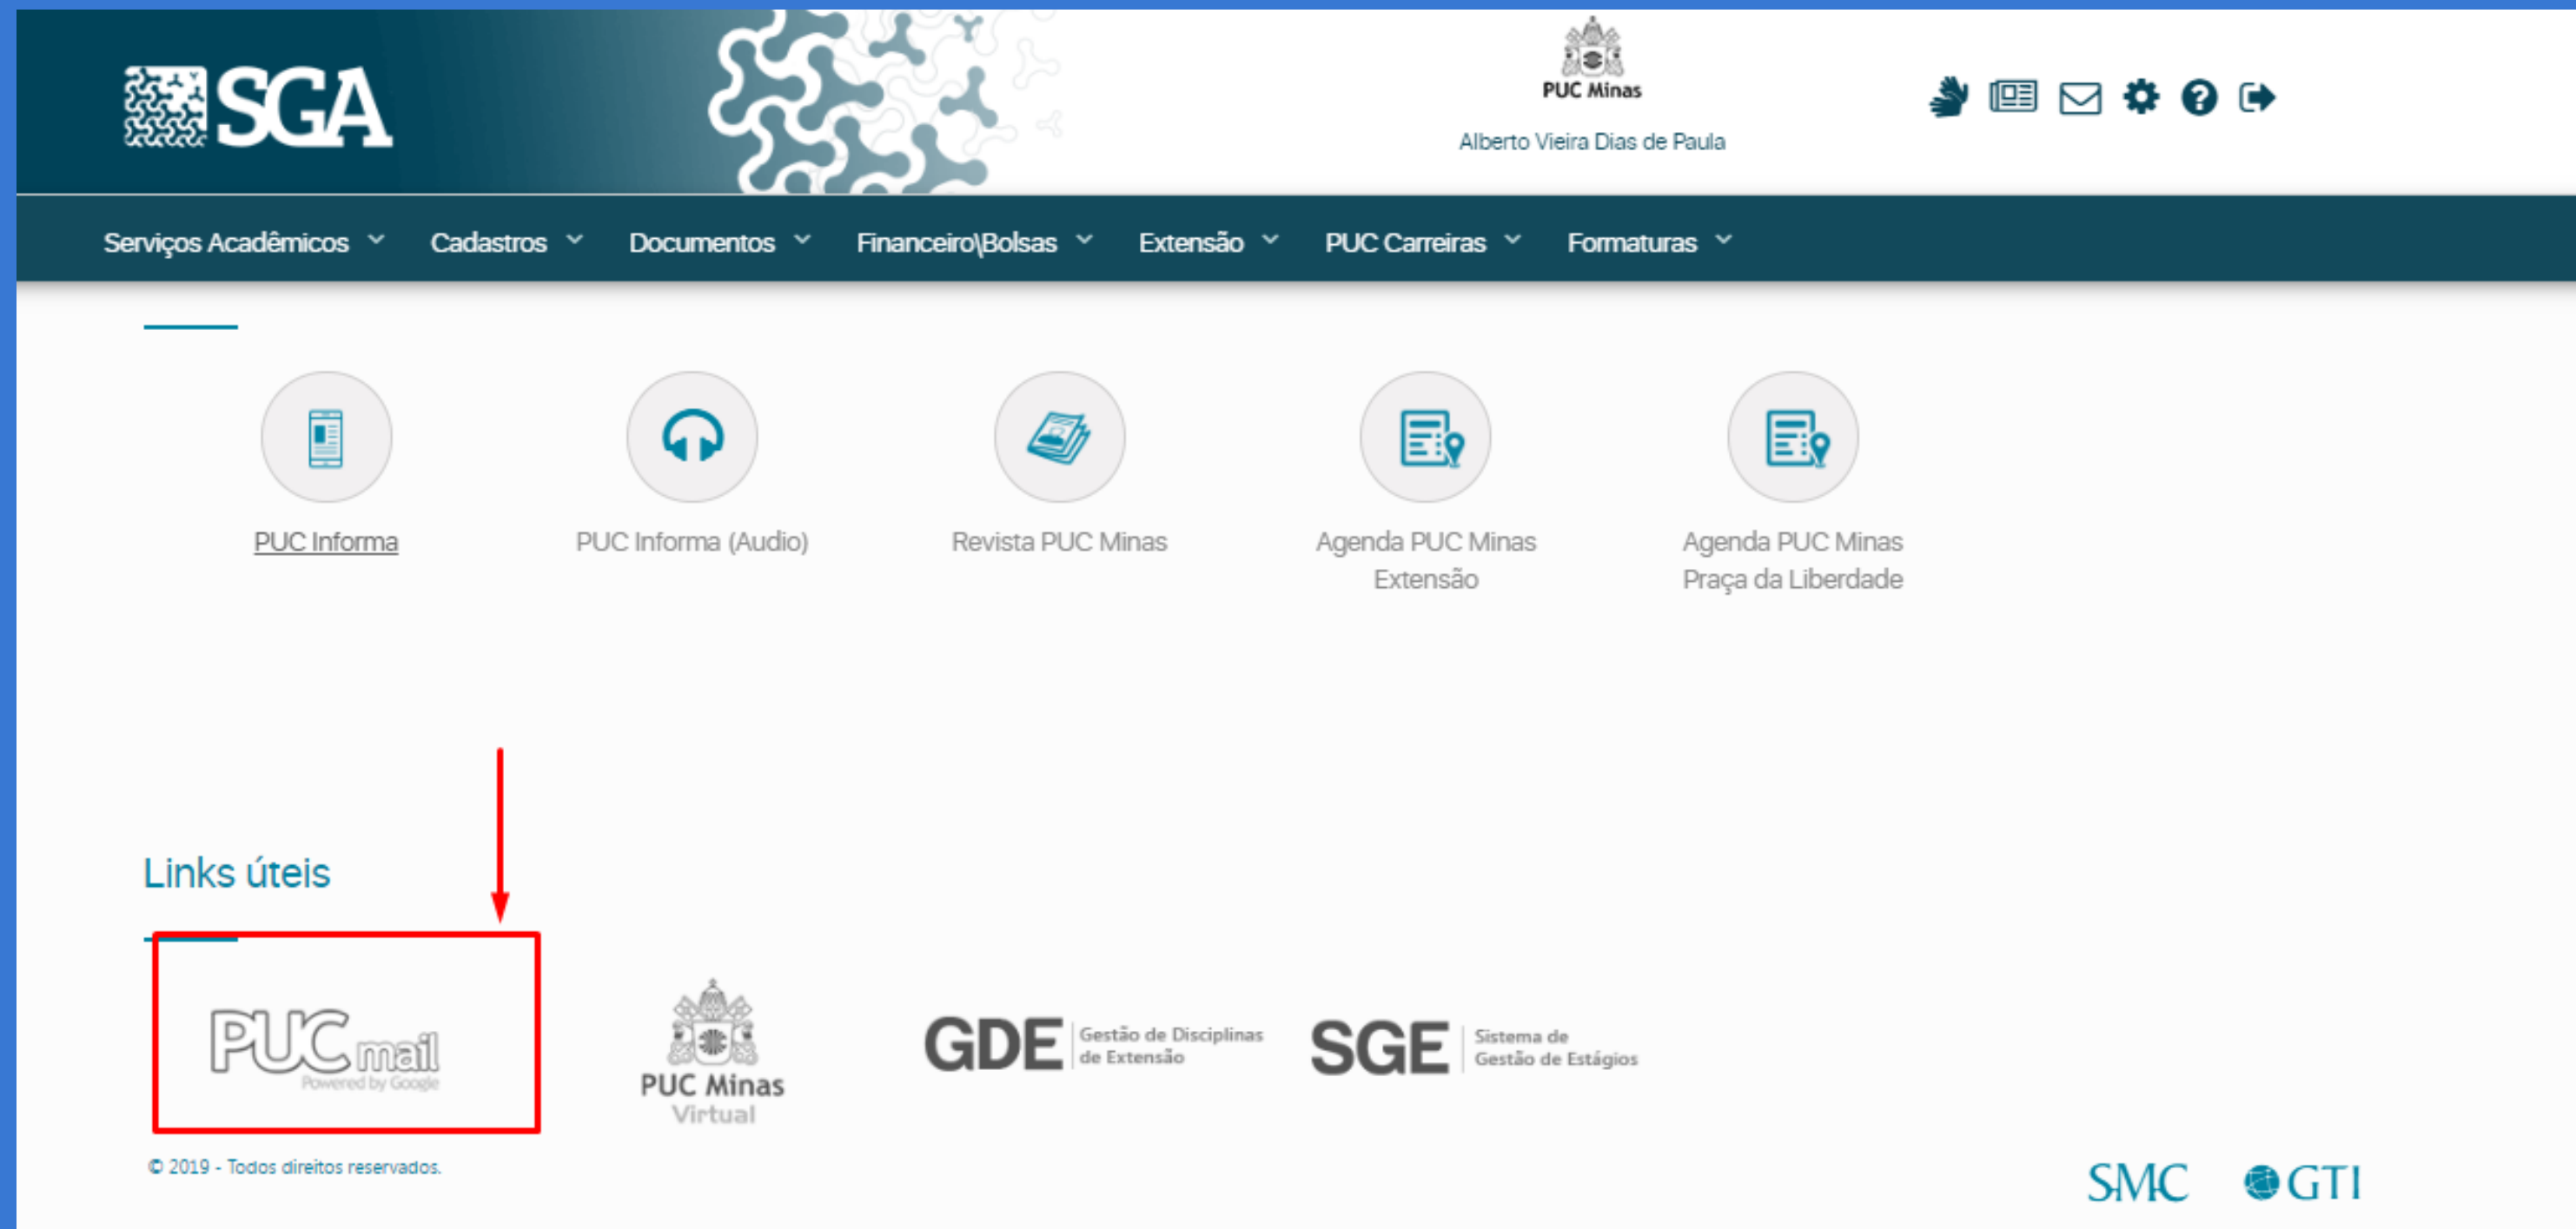 SGA
PUC Minas
Alberto Vieira Dias de Paula
Serviços Acadêmicos Cadastros Documentos Financeiro\Bolsas Extensão PUC Carreiras Formaturas
PUC Informa
PUC Informa (Audio)
Revista PUC Minas
Agenda PUC Minas
Extensão
Agenda PUC Minas
Praça da Liberdade
Links úteis
PUC mail
Powered by Google
PUC Minas
Virtual
GDE
Gestão de Disciplinas
de Extensão
SGE
Sistema de
Gestão de Estágios
© 2019 - Todos direitos reservados.
SMC GTI